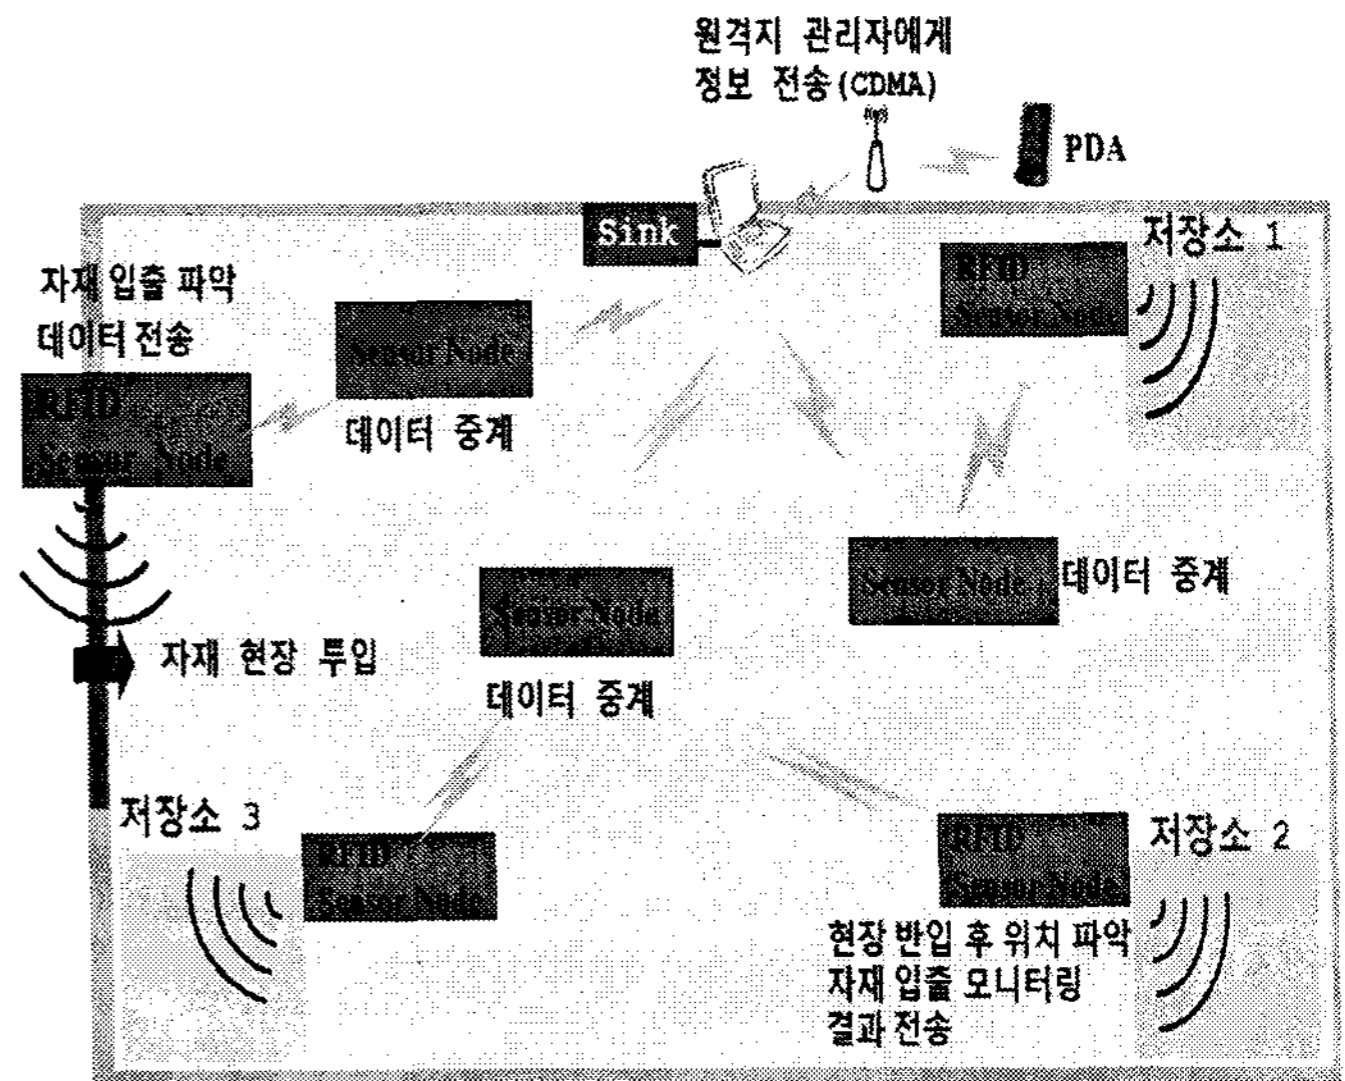 원격지 관리자에게
정보 전송(CDMA)
PDA
Sink
저장소 1
RFID
Sensor Node
자재 입출 파악
데이터 전송
Sensor Node
RFID
Sensor Node
데이터 중계
Sensor Node
데이터 중계
Sensor Node
데이터 중계
자재 현장 투입
저장소 3
RFID
Sensor Node
저장소 2
RFID
Sensor Node
현장 반입 후 위치 파악
자재 입출 모니터링
결과 전송